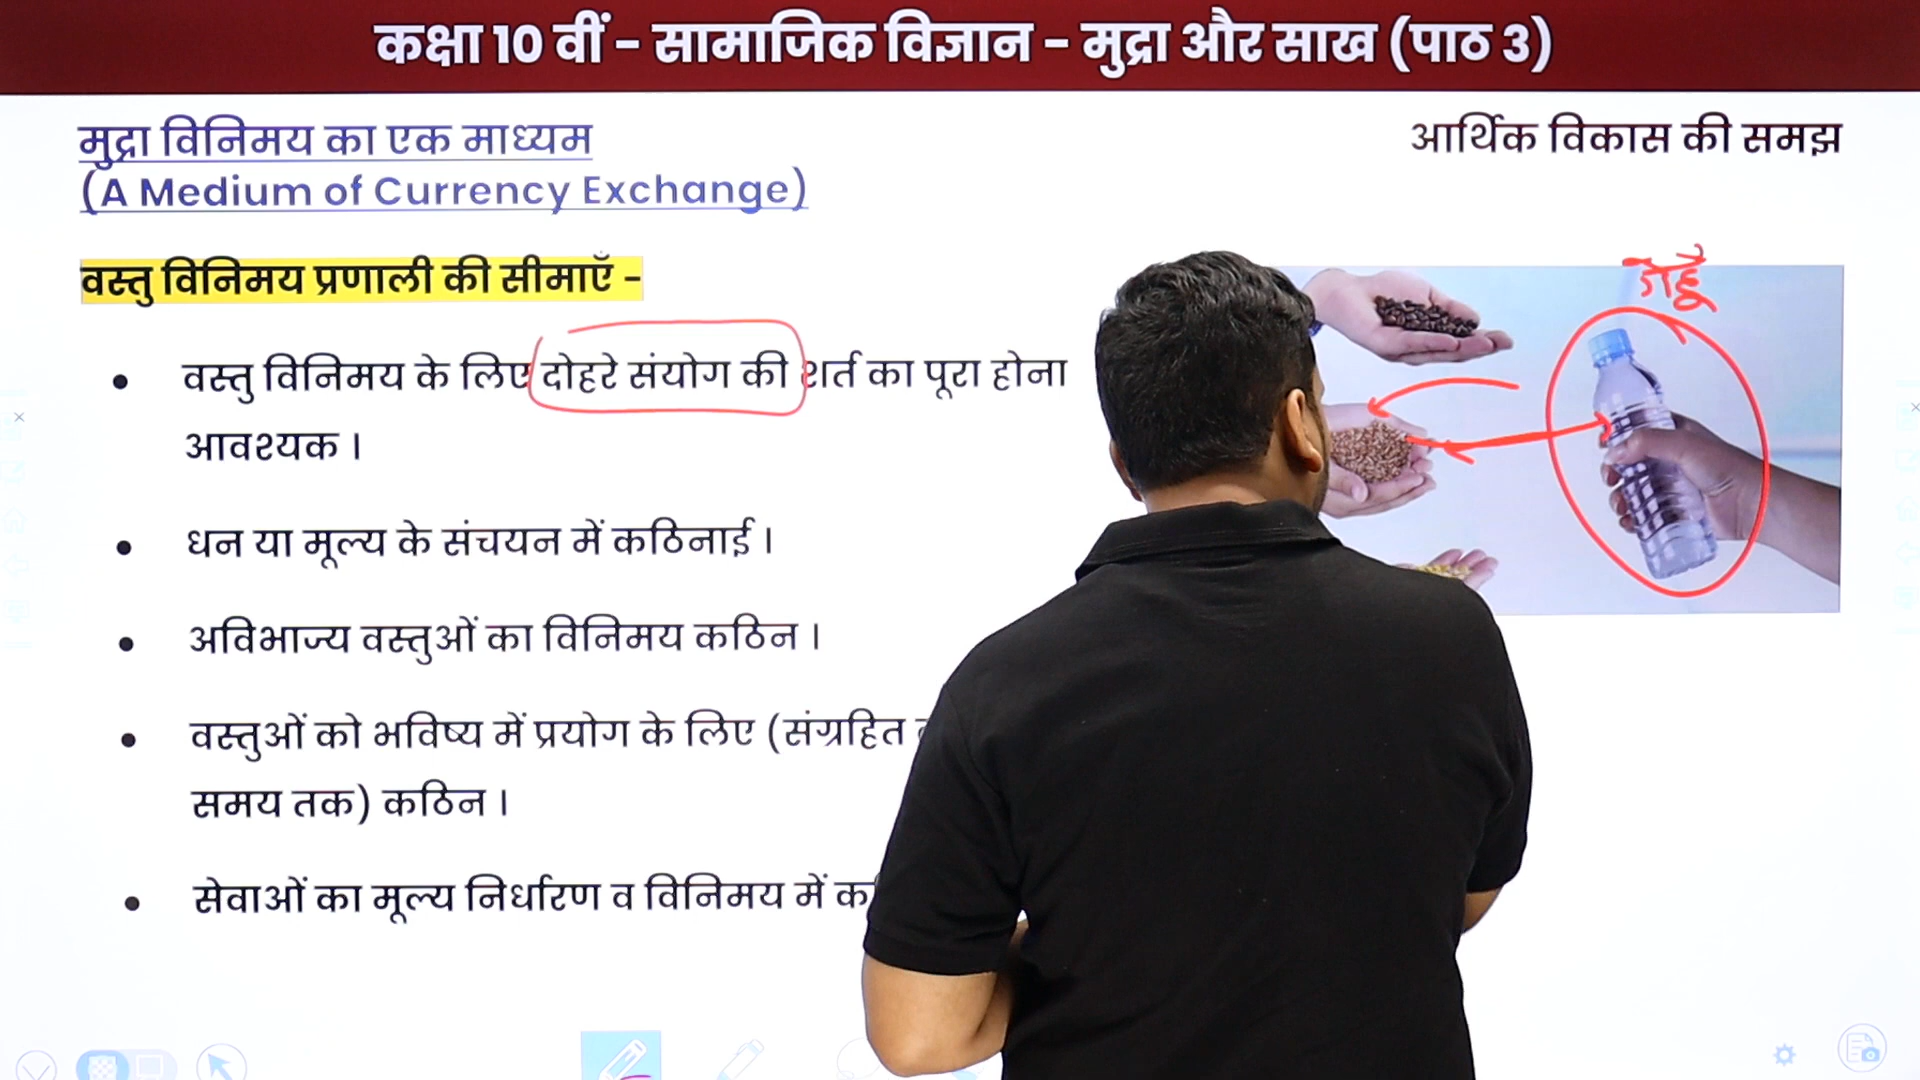 कक्षा 10 वीं - सामाजिक विज्ञान - मुद्रा और साख (पाठ 3)
मुद्रा विनिमय का एक माध्यम
(A Medium of Currency Exchange)
आर्थिक विकास की समझ
वस्तु विनिमय प्रणाली की सीमाएँ -
गेहूँ
• वस्तु विनिमय के लिए दोहरे संयोग की शर्त का पूरा होना
आवश्यक ।
• धन या मूल्य के संचयन में कठिनाई ।
• अविभाज्य वस्तुओं का विनिमय कठिन ।
• वस्तुओं को भविष्य में प्रयोग के लिए (संग्रहित
समय तक) कठिन ।
• सेवाओं का मूल्य निर्धारण व विनिमय में